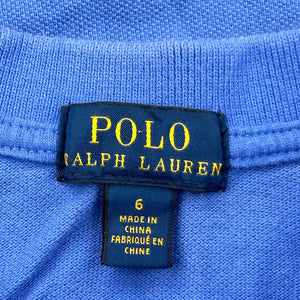 POLO
RALPH LAUREN
6
MADE IN
CHINA
FABRIQUÉ EN
CHINE